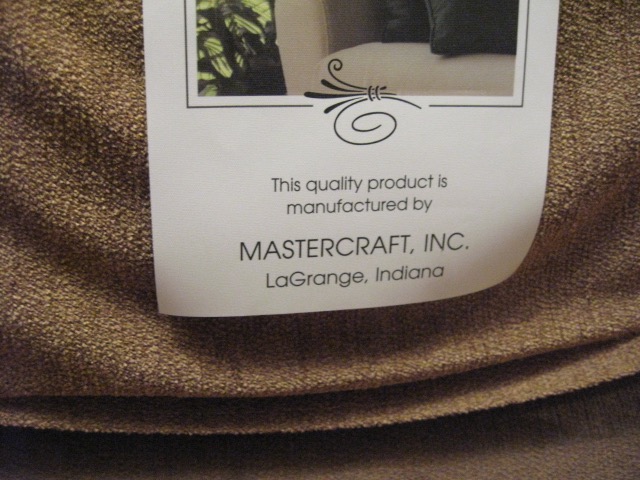 This quality product is
manufactured by
MASTERCRAFT, INC.
LaGrange, Indiana